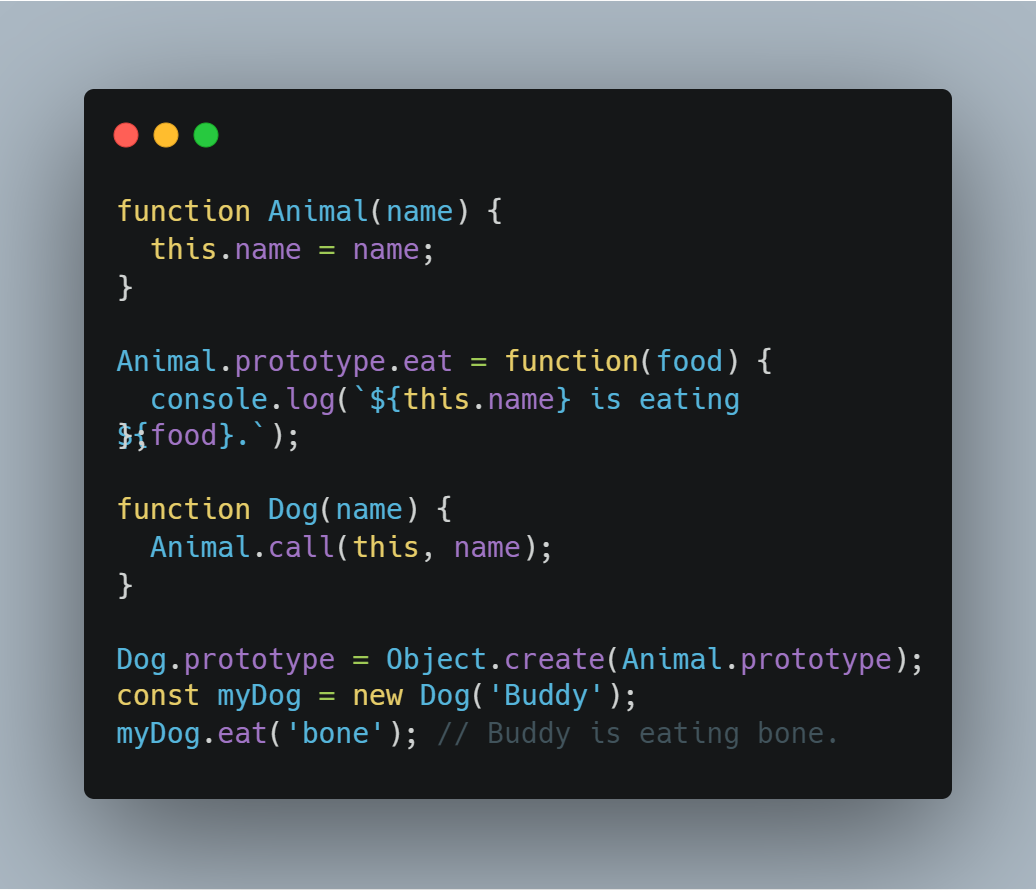 function Animal(name) {
  this.name = name;
}

Animal.prototype.eat = function(food) {
  console.log(`${this.name} is eating
${food}.`);
};

function Dog(name) {
  Animal.call(this, name);
}

Dog.prototype = Object.create(Animal.prototype);
const myDog = new Dog('Buddy');
myDog.eat('bone'); // Buddy is eating bone.